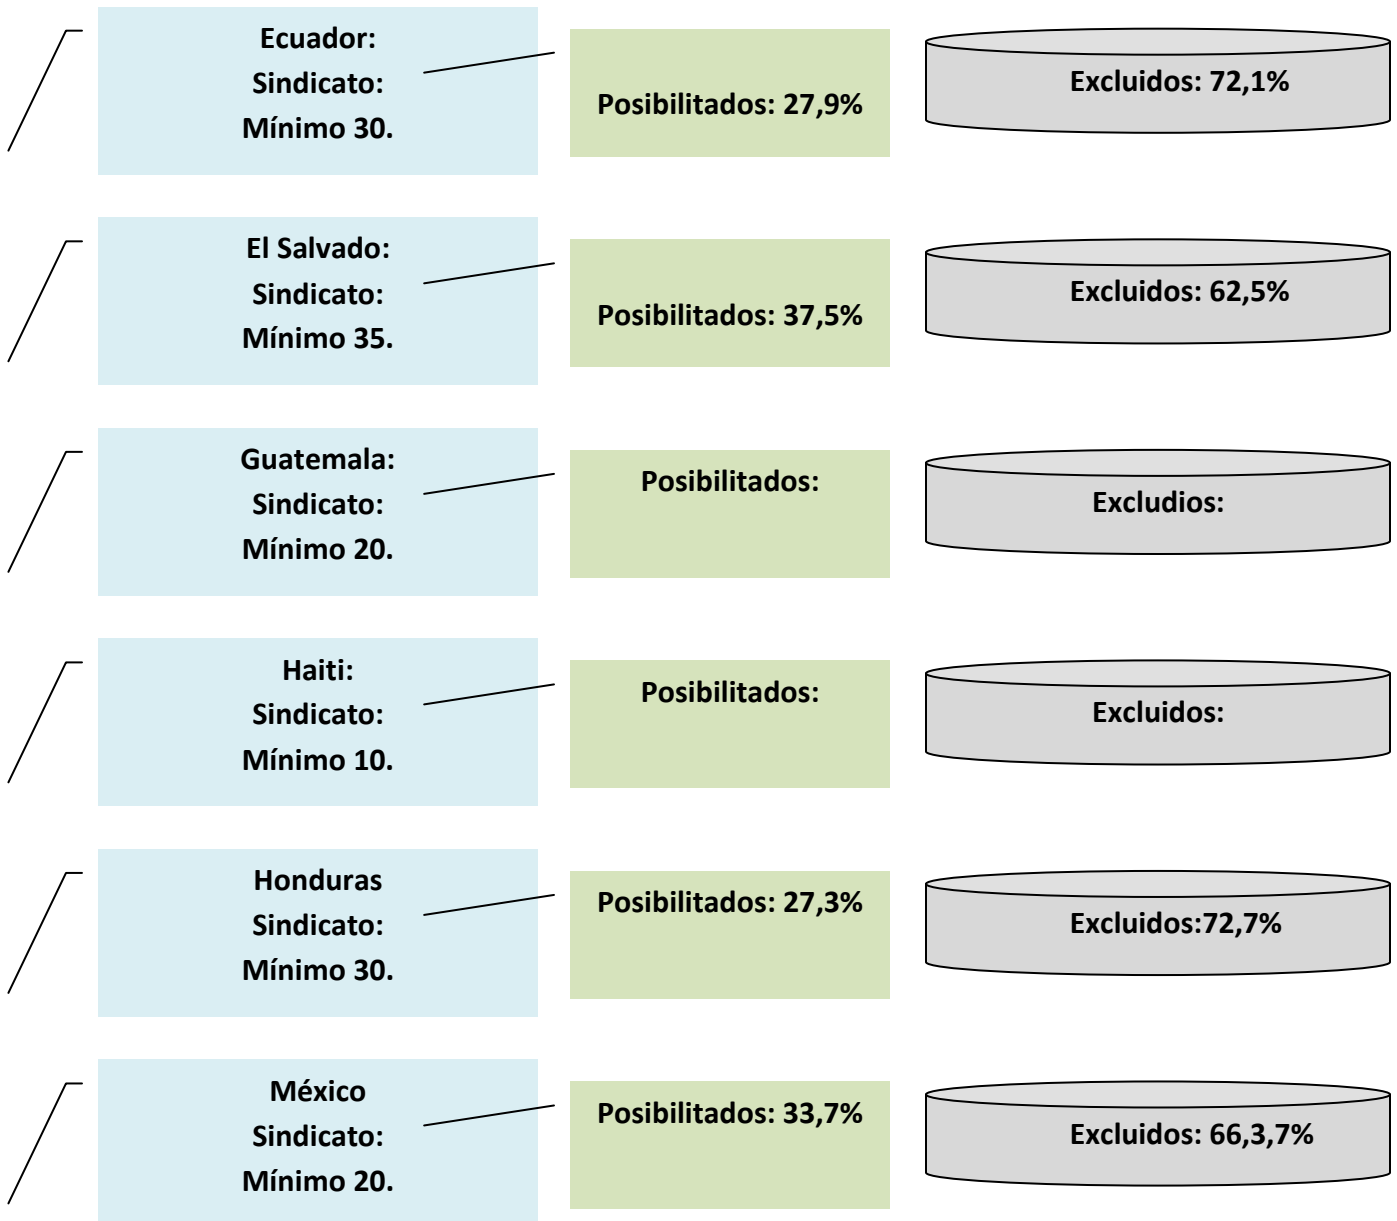 Ecuador:
Sindicato:
Mínimo 30.
Posibilitados: 27,9%
Excluidos: 72,1%
El Salvado:
Sindicato:
Mínimo 35.
Posibilitados: 37,5%
Excluidos: 62,5%
Guatemala:
Sindicato:
Mínimo 20.
Posibilitados:
Excludios:
Haiti:
Sindicato:
Mínimo 10.
Posibilitados:
Excluidos:
Honduras
Sindicato:
Mínimo 30.
Posibilitados: 27,3%
Excluidos:72,7%
México
Sindicato:
Mínimo 20.
Posibilitados: 33,7%
Excluidos: 66,3,7%